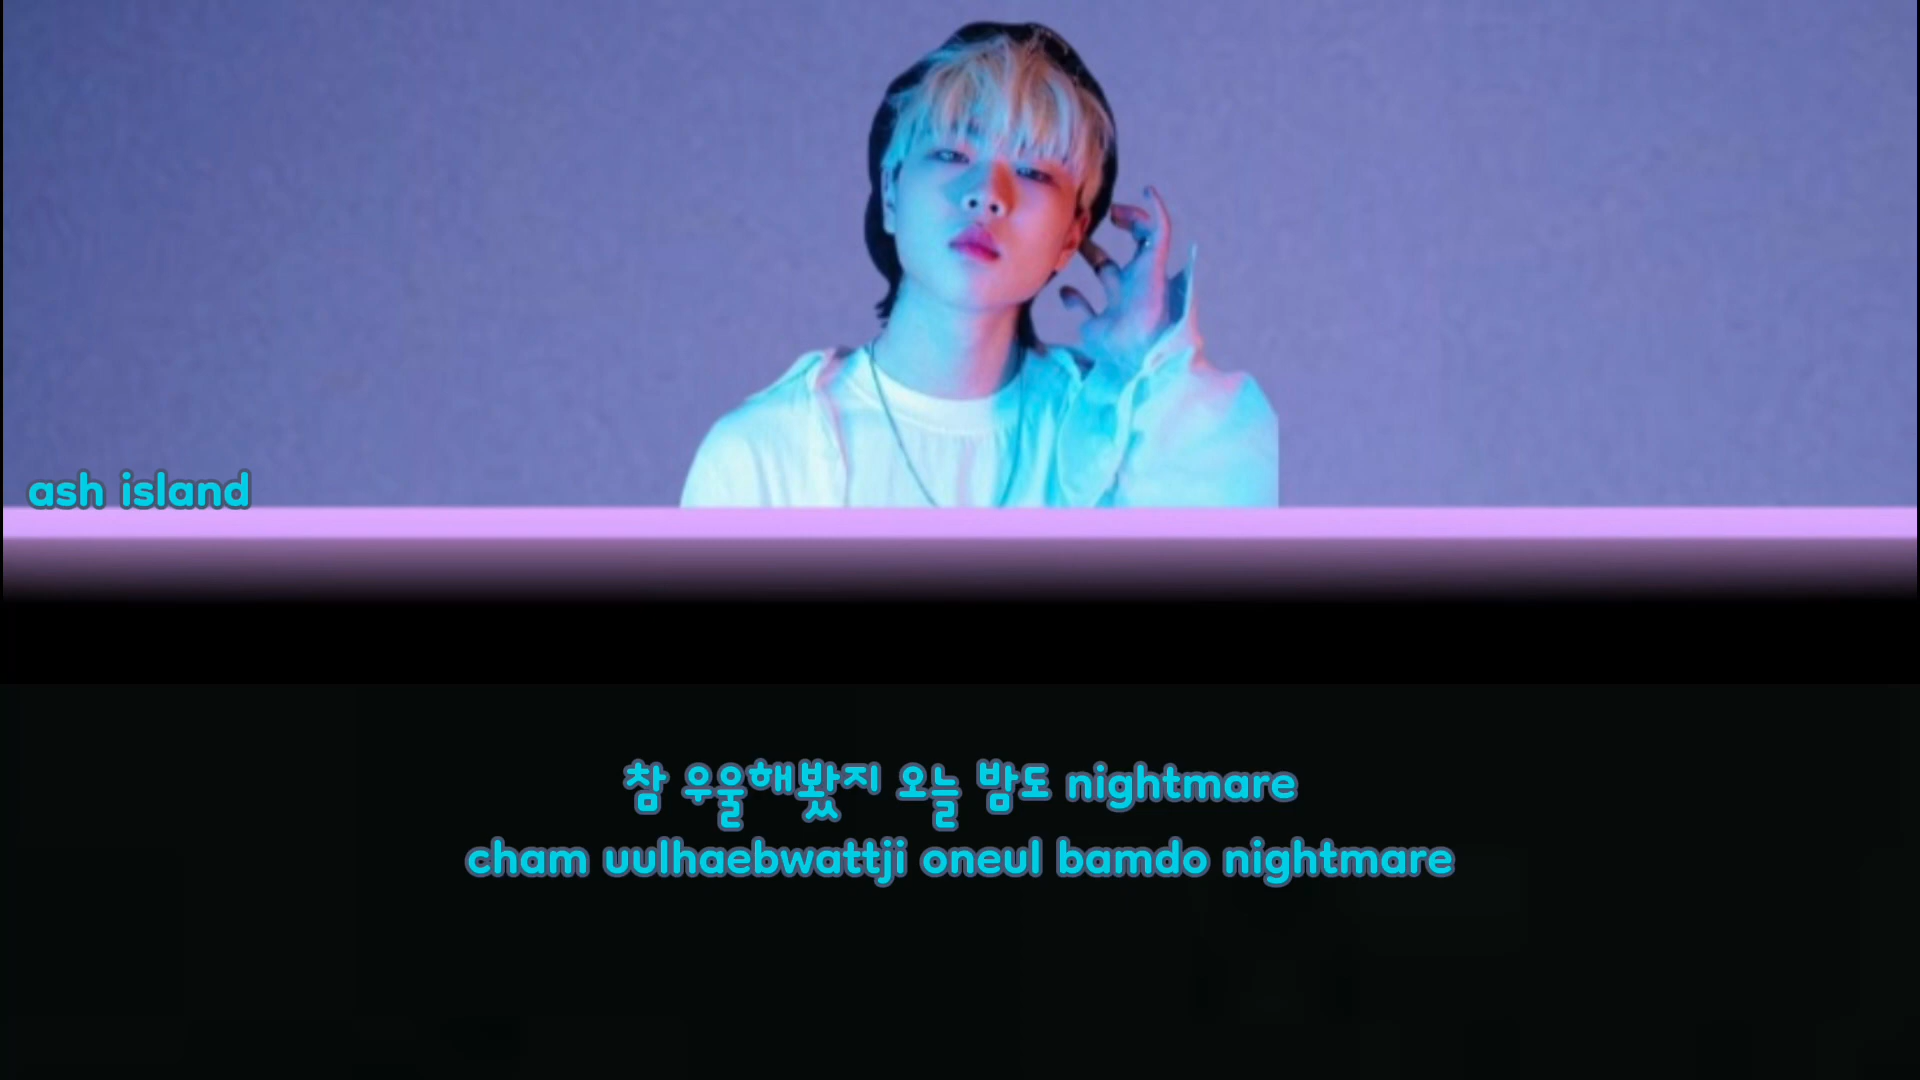 ash island
참 우울해봤지 오늘 밤도 nightmare
cham uulhaebwattji oneul bamdo nightmare